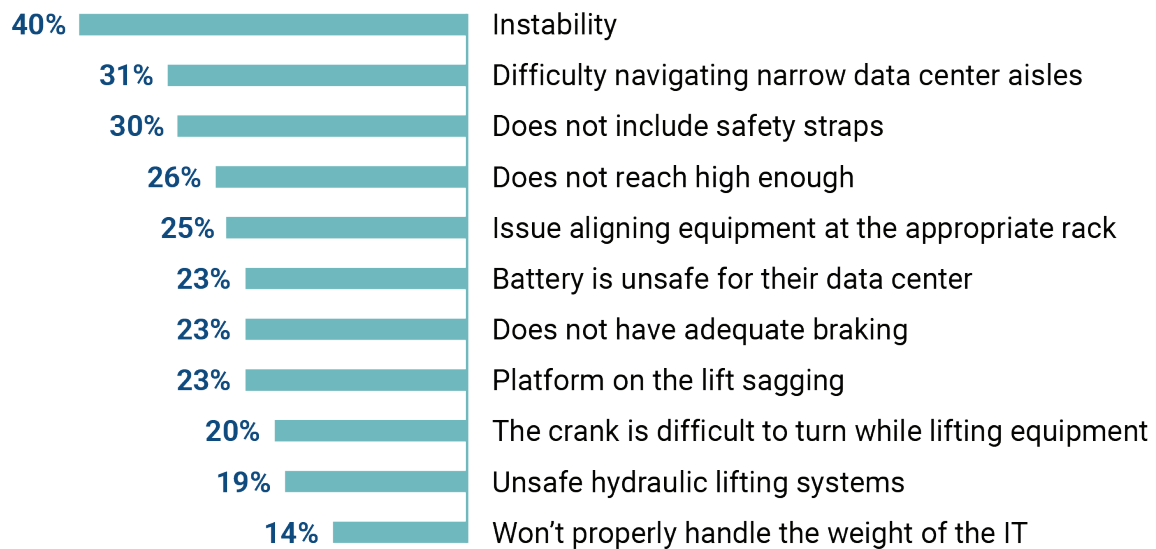 40% Instability
31% Difficulty navigating narrow data center aisles
30% Does not include safety straps
26% Does not reach high enough
25% Issue aligning equipment at the appropriate rack
23% Battery is unsafe for their data center
23% Does not have adequate braking
23% Platform on the lift sagging
20% The crank is difficult to turn while lifting equipment
19% Unsafe hydraulic lifting systems
14% Won’t properly handle the weight of the IT